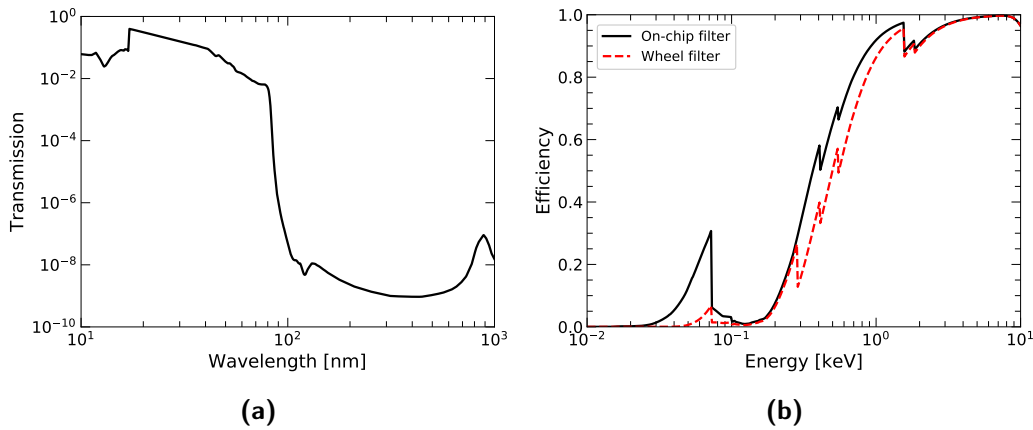 10^0
10^-2
10^-4
10^-6
10^-8
10^-10
Transmission
10^1
10^2
10^3
Wavelength [nm]
(a)
1.0
0.8
0.6
0.4
0.2
0.0
Efficiency
On-chip filter
Wheel filter
10^-2
10^-1
10^0
10^1
Energy [keV]
(b)